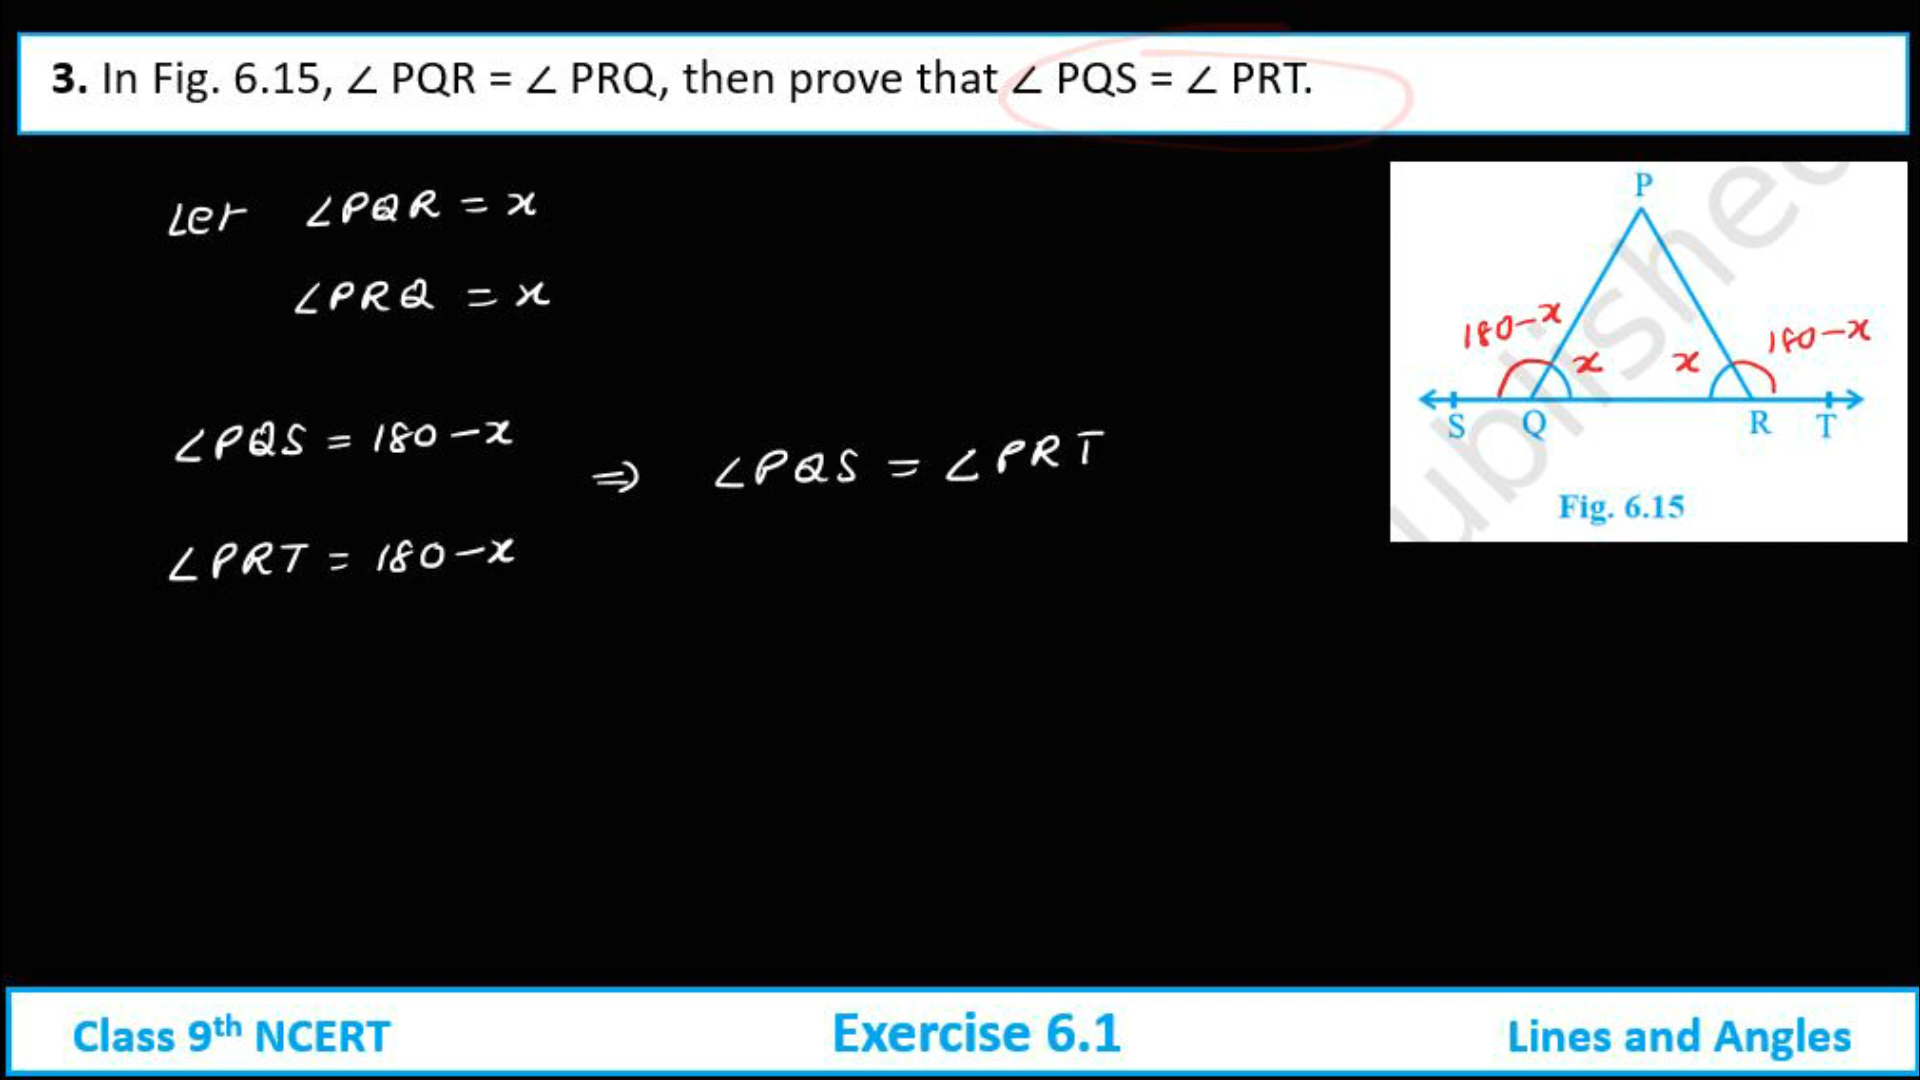 3. In Fig. 6.15, ∠ PQR = ∠ PRQ, then prove that ∠ PQS = ∠ PRT.
Let ∠PQR = x
∠PRQ = x
∠PQS = 180-x
⇒ ∠PQS = ∠PRT
∠PRT = 180-x
P
180-x
x
x
180-x
S
Q
R
T
Fig. 6.15
ublishe
Class 9th NCERT
Exercise 6.1
Lines and Angles